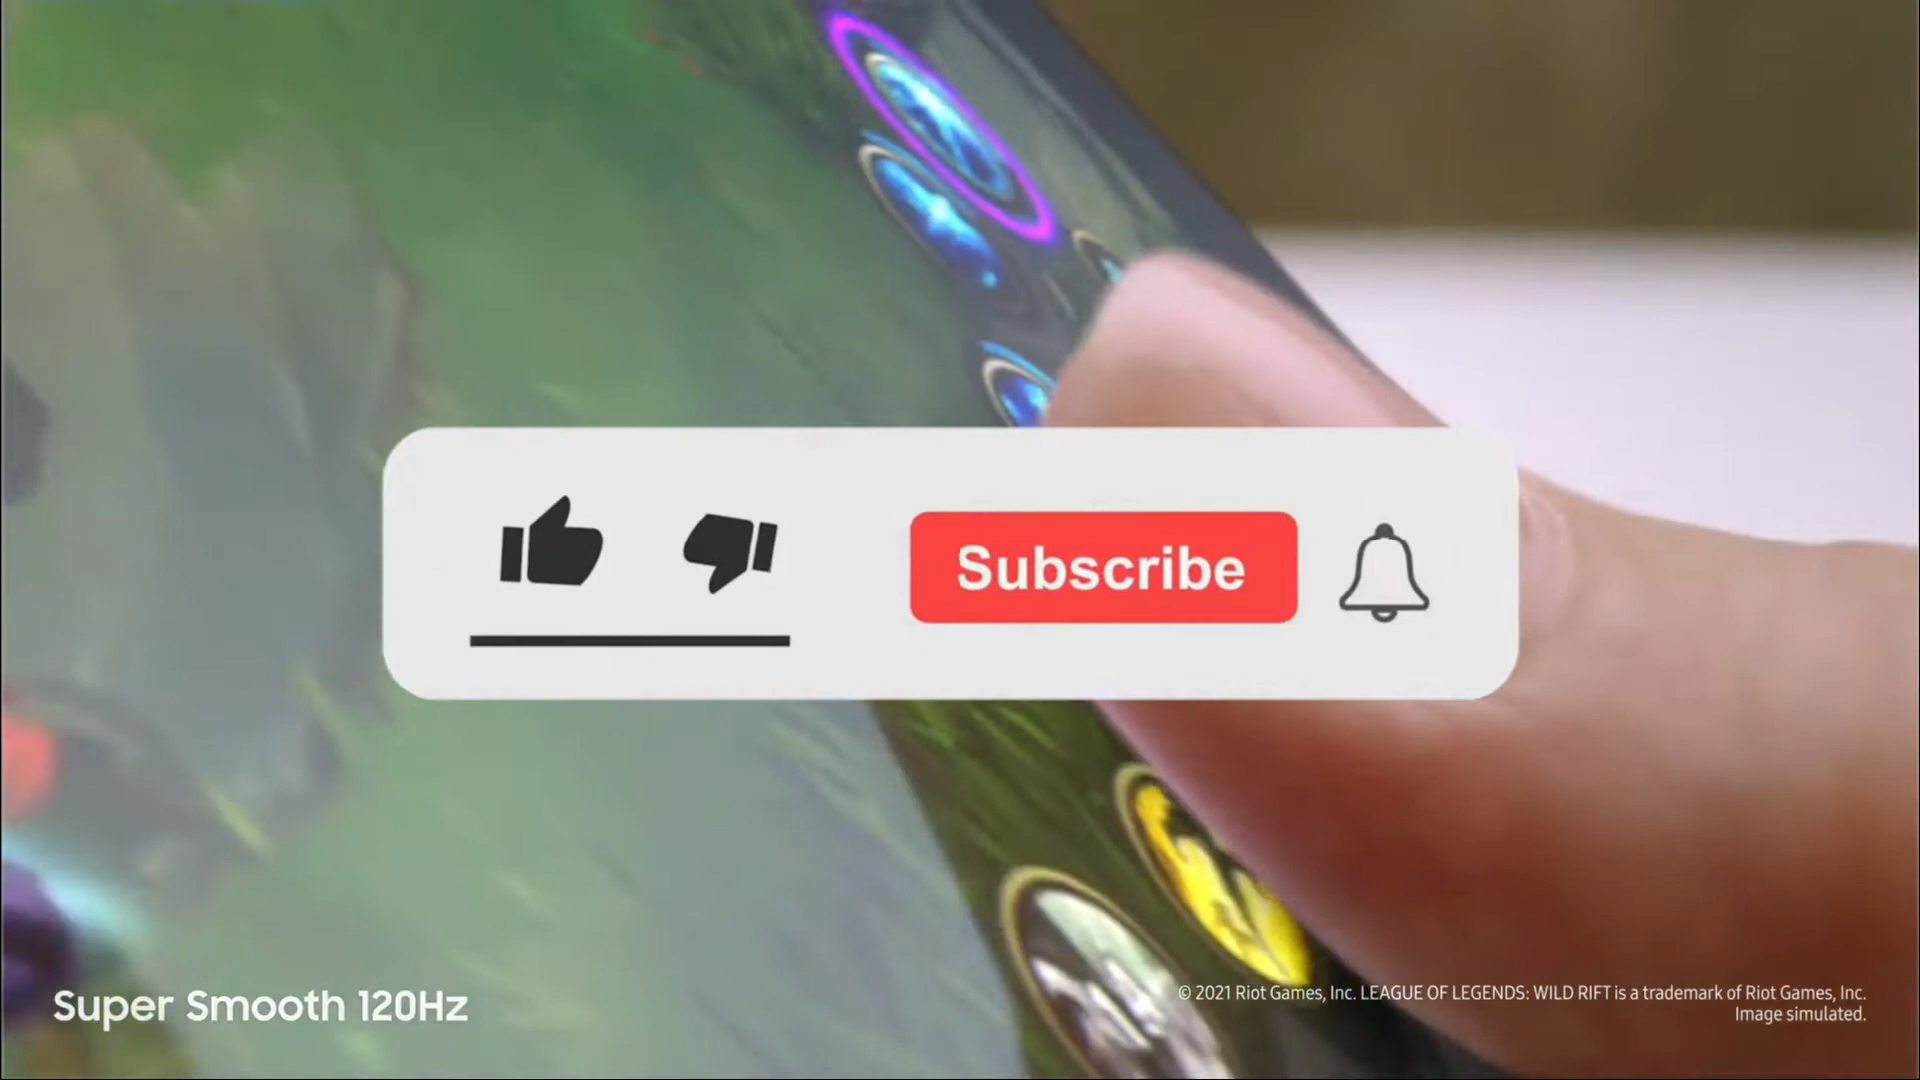 Subscribe
Super Smooth 120Hz
© 2021 Riot Games, Inc. LEAGUE OF LEGENDS: WILD RIFT is a trademark of Riot Games, Inc.
Image simulated.